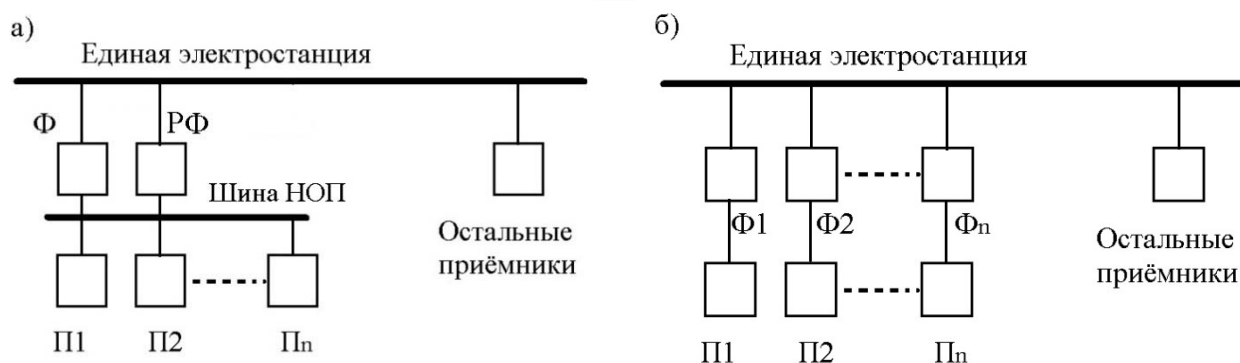 а)
Единая электростанция
Ф РФ
Шина НОП
Остальные
приёмники
П1 П2 Пn
б)
Единая электростанция
Ф1 Ф2 Фn
Остальные
приёмники
П1 П2 Пn